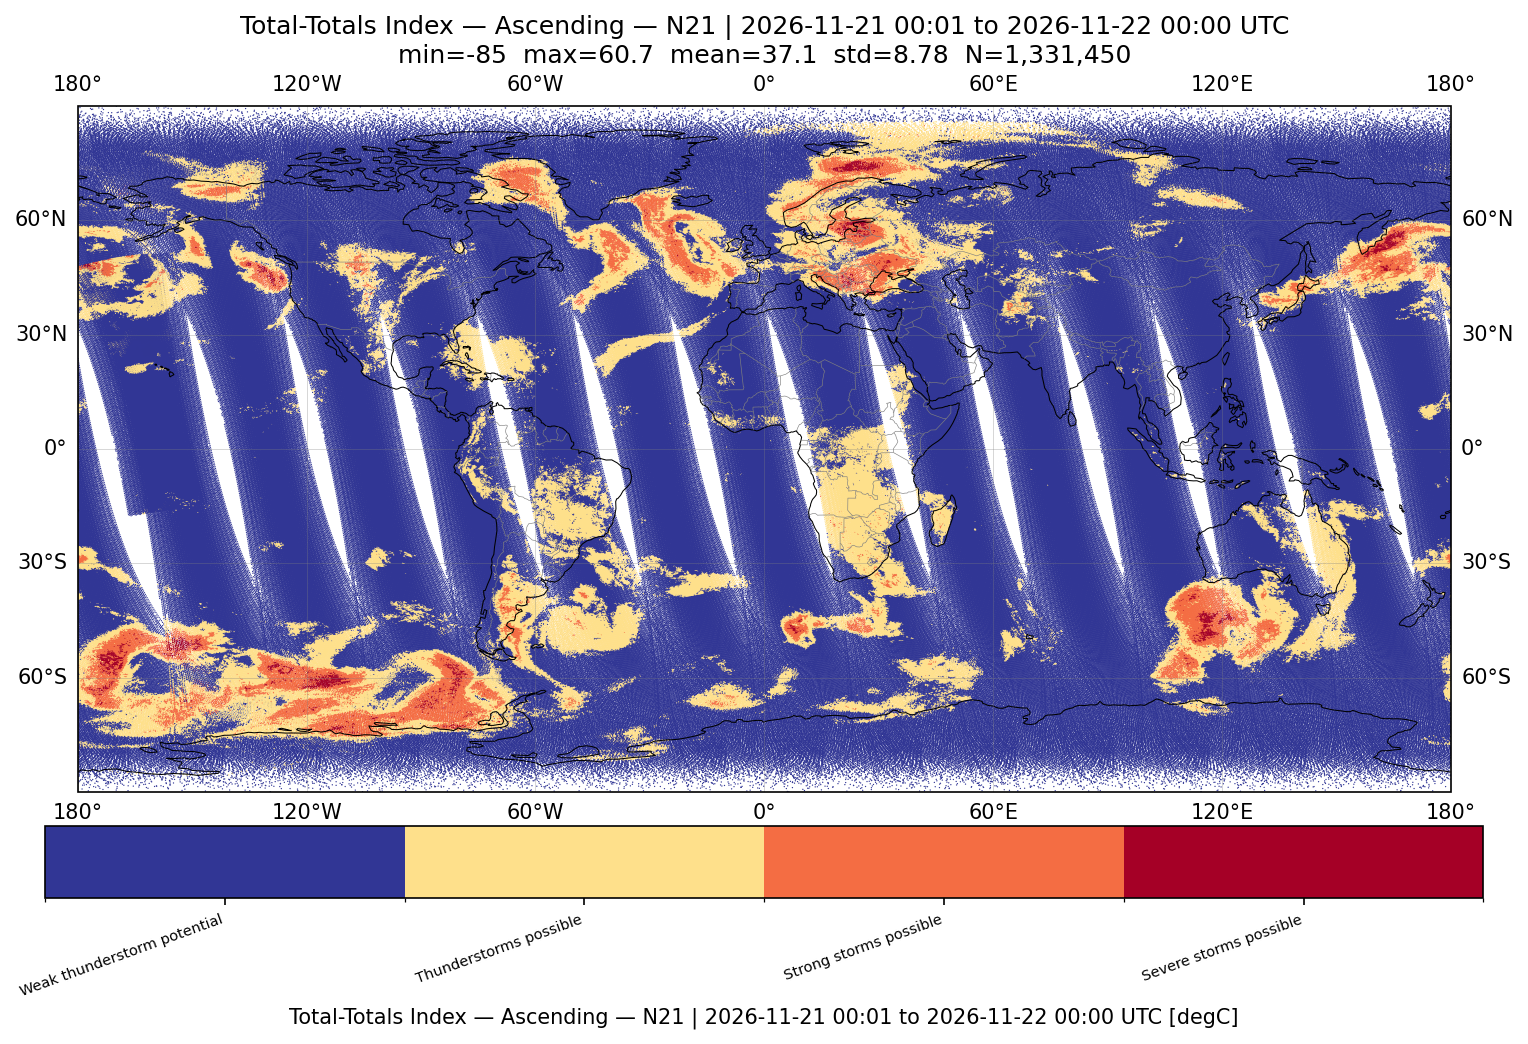 Total-Totals Index — Ascending — N21 | 2026-11-21 00:01 to 2026-11-22 00:00 UTC
min=-85  max=60.7  mean=37.1  std=8.78  N=1,331,450
180° 120°W 60°W 0° 60°E 120°E 180°
60°N 60°N
30°N 30°N
0° 0°
30°S 30°S
60°S 60°S
180° 120°W 60°W 0° 60°E 120°E 180°
Weak thunderstorm potential Thunderstorms possible Strong storms possible Severe storms possible
Total-Totals Index — Ascending — N21 | 2026-11-21 00:01 to 2026-11-22 00:00 UTC [degC]